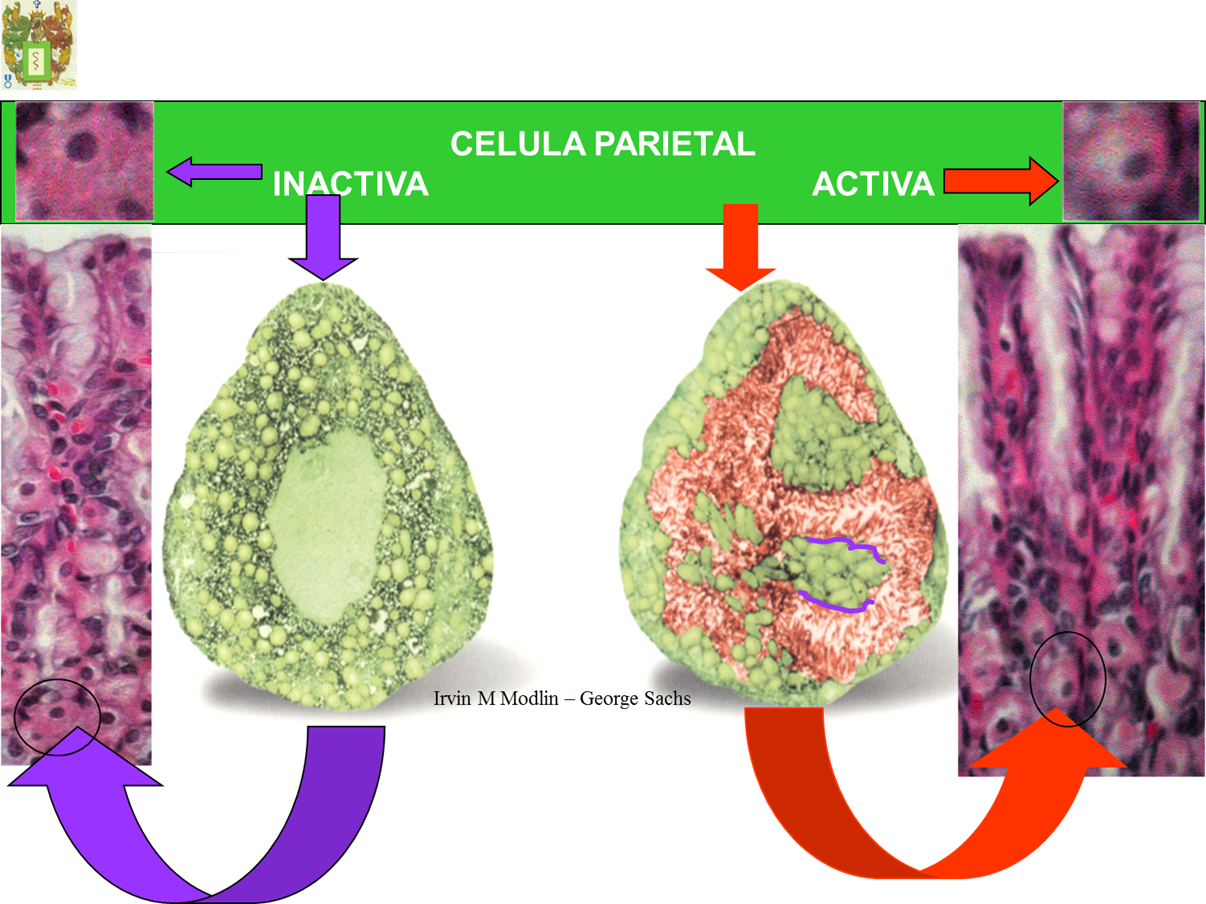 CELULA PARIETAL
INACTIVA
ACTIVA
Irvin M Modlin – George Sachs